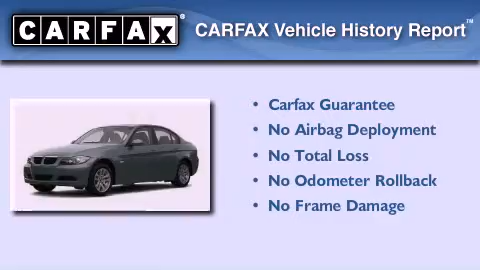 CARFAX® CARFAX Vehicle History Report™
• Carfax Guarantee
• No Airbag Deployment
• No Total Loss
• No Odometer Rollback
• No Frame Damage